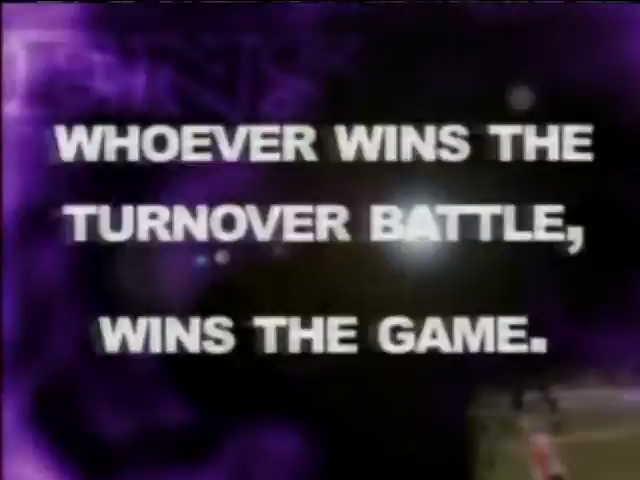 WHOEVER WINS THE
TURNOVER BATTLE,
WINS THE GAME.